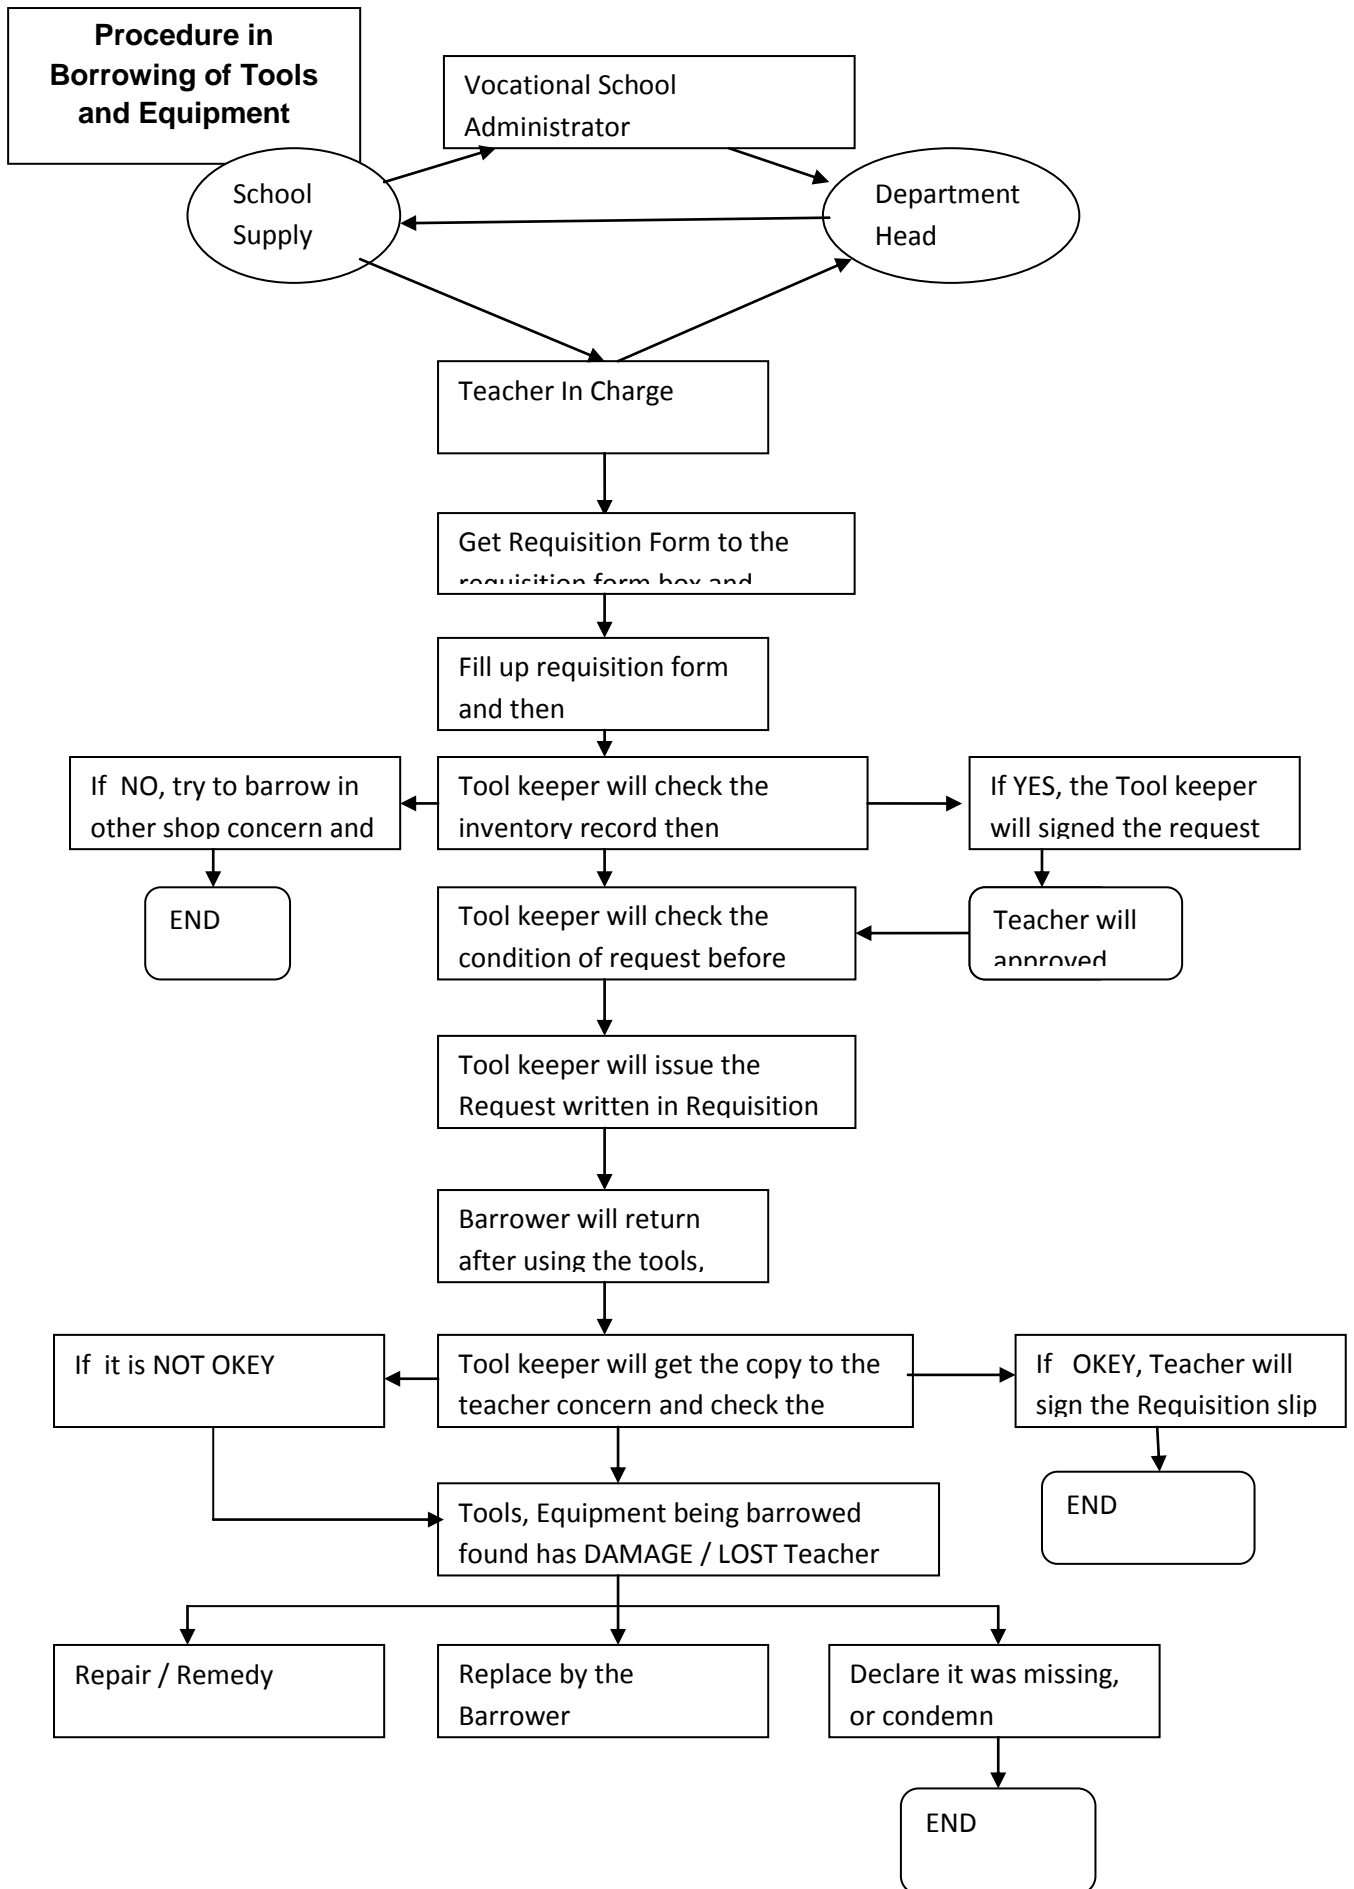 Procedure in
Borrowing of Tools
and Equipment
Vocational School
Administrator
School
Supply
Department
Head
Teacher In Charge
Get Requisition Form to the
requisition form box and
Fill up requisition form
and then
If  NO, try to barrow in
other shop concern and
Tool keeper will check the
inventory record then
If YES, the Tool keeper
will signed the request
END
Tool keeper will check the
condition of request before
Teacher will
approved
Tool keeper will issue the
Request written in Requisition
Barrower will return
after using the tools,
If  it is NOT OKEY
Tool keeper will get the copy to the
teacher concern and check the
If   OKEY, Teacher will
sign the Requisition slip
Tools, Equipment being barrowed
found has DAMAGE / LOST Teacher
END
Repair / Remedy
Replace by the
Barrower
Declare it was missing,
or condemn
END